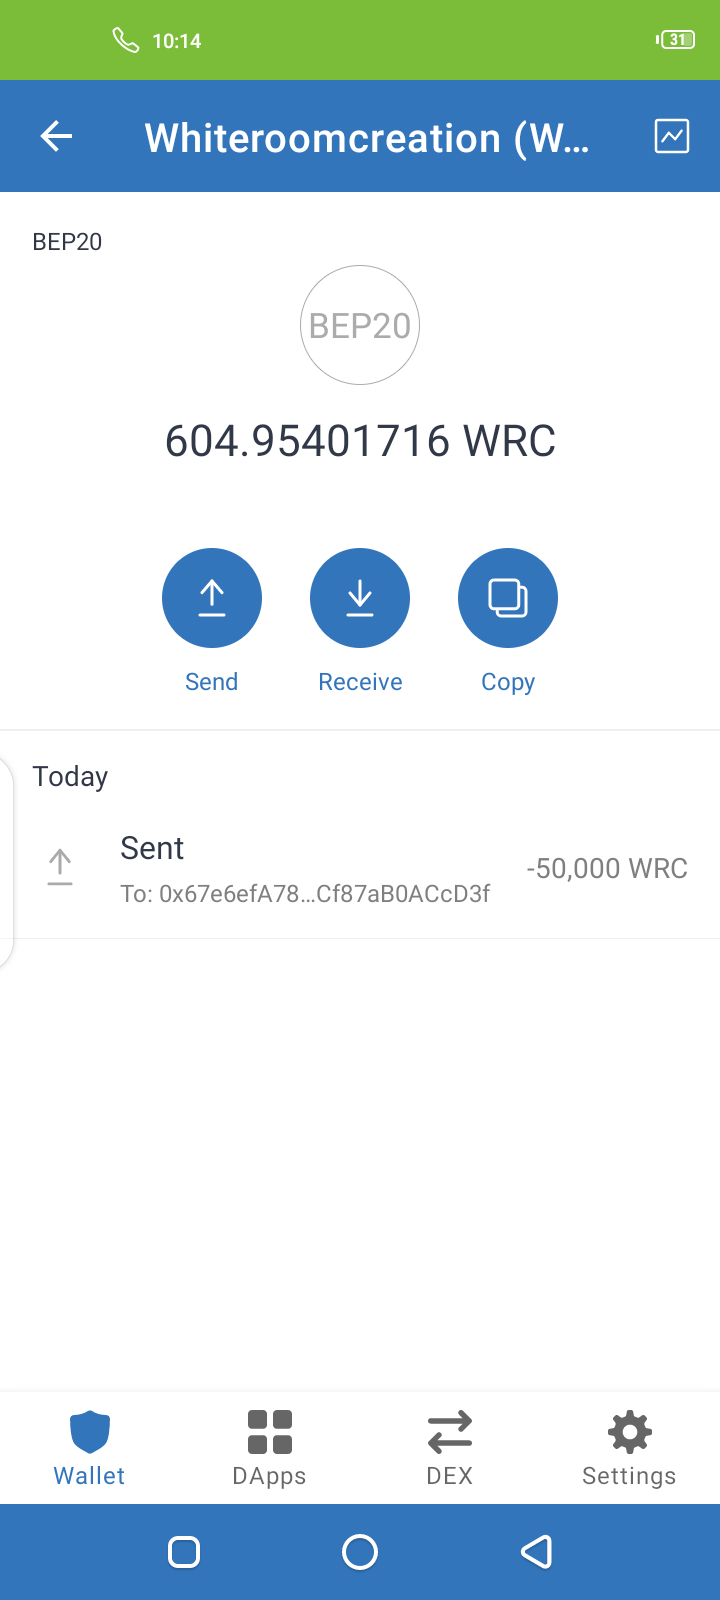 10:14
31
Whiteroomcreation (W...
BEP20
BEP20
604.95401716 WRC
Send
Receive
Copy
Today
Sent
-50,000 WRC
To: 0x67e6efA78...Cf87aB0ACcD3f
Wallet
DApps
DEX
Settings